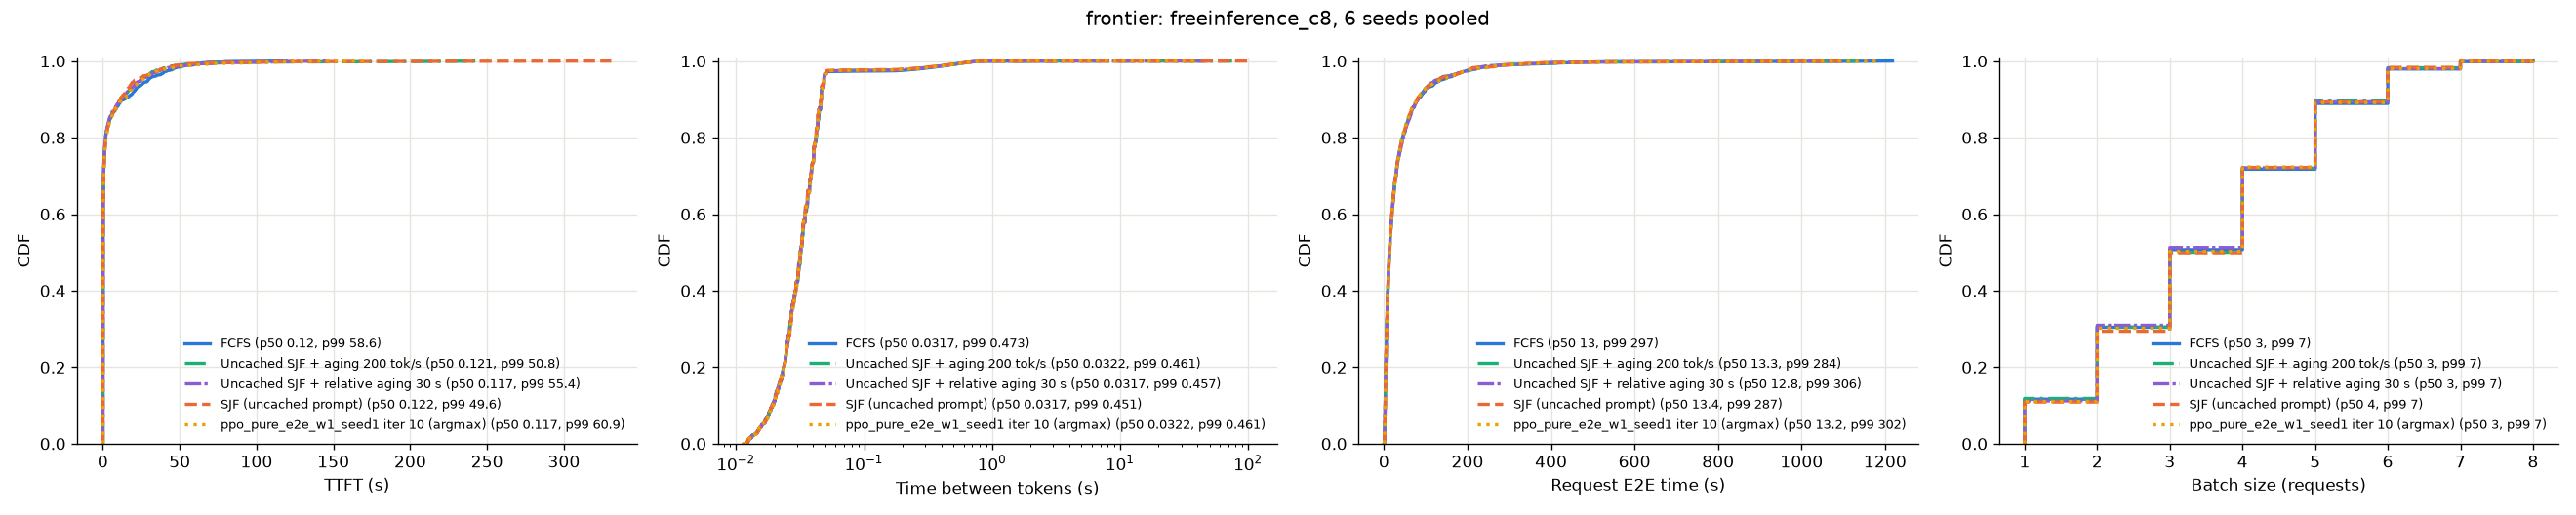 frontier: freeinference_c8, 6 seeds pooled
CDF
1.0
0.8
0.6
0.4
0.2
0.0
FCFS (p50 0.12, p99 58.6)
Uncached SJF + aging 200 tok/s (p50 0.121, p99 50.8)
Uncached SJF + relative aging 30 s (p50 0.117, p99 55.4)
SJF (uncached prompt) (p50 0.122, p99 49.6)
ppo_pure_e2e_w1_seed1 iter 10 (argmax) (p50 0.117, p99 60.9)
0 50 100 150 200 250 300
TTFT (s)
CDF
1.0
0.8
0.6
0.4
0.2
0.0
FCFS (p50 0.0317, p99 0.473)
Uncached SJF + aging 200 tok/s (p50 0.0322, p99 0.461)
Uncached SJF + relative aging 30 s (p50 0.0317, p99 0.457)
SJF (uncached prompt) (p50 0.0317, p99 0.451)
ppo_pure_e2e_w1_seed1 iter 10 (argmax) (p50 0.0322, p99 0.461)
10⁻² 10⁻¹ 10⁰ 10¹ 10²
Time between tokens (s)
CDF
1.0
0.8
0.6
0.4
0.2
0.0
FCFS (p50 13, p99 297)
Uncached SJF + aging 200 tok/s (p50 13.3, p99 284)
Uncached SJF + relative aging 30 s (p50 12.8, p99 306)
SJF (uncached prompt) (p50 13.4, p99 287)
ppo_pure_e2e_w1_seed1 iter 10 (argmax) (p50 13.2, p99 302)
0 200 400 600 800 1000 1200
Request E2E time (s)
CDF
1.0
0.8
0.6
0.4
0.2
0.0
FCFS (p50 3, p99 7)
Uncached SJF + aging 200 tok/s (p50 3, p99 7)
Uncached SJF + relative aging 30 s (p50 3, p99 7)
SJF (uncached prompt) (p50 4, p99 7)
ppo_pure_e2e_w1_seed1 iter 10 (argmax) (p50 3, p99 7)
1 2 3 4 5 6 7 8
Batch size (requests)